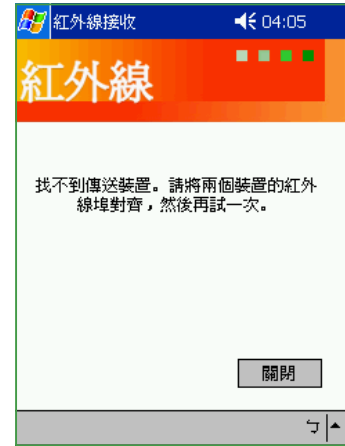 紅外線接收 04:05
紅外線
找不到傳送裝置。請將兩個裝置的紅外
線埠對齊，然後再試一次。
關閉
ㄅ